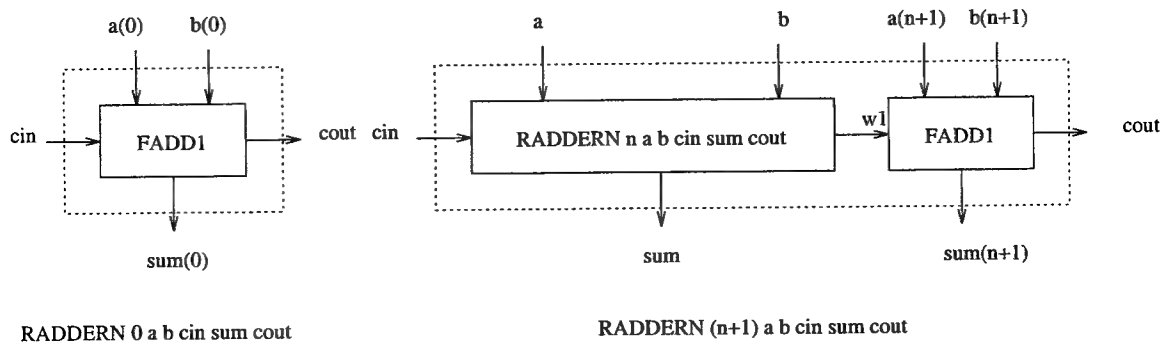 a(0) b(0)
cin FADD1 cout
sum(0)
RADDERN 0 a b cin sum cout
a b a(n+1) b(n+1)
cin RADDERN n a b cin sum cout w1 FADD1 cout
sum sum(n+1)
RADDERN (n+1) a b cin sum cout